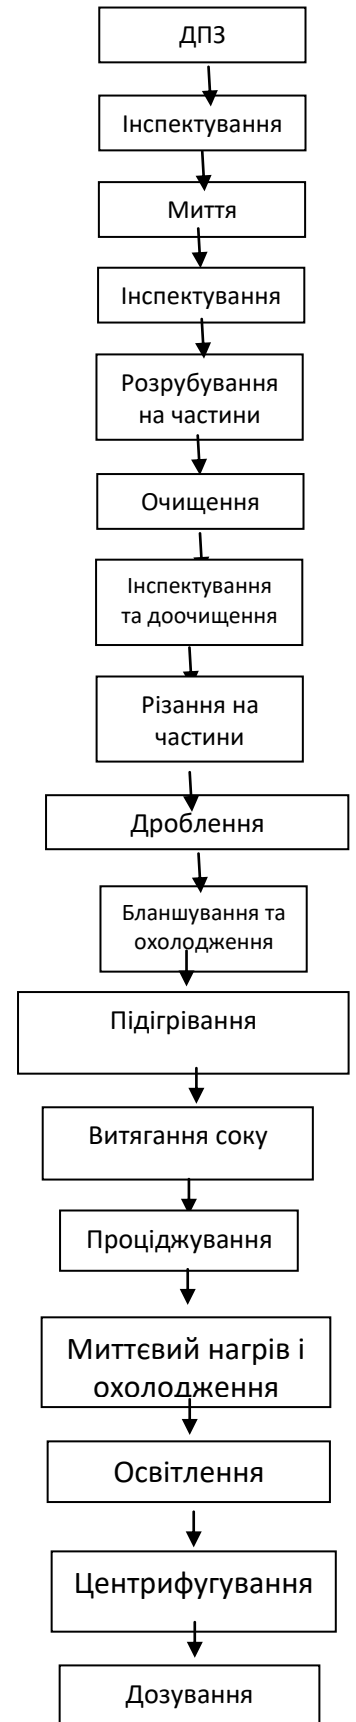 ДПЗ
Інспектування
Миття
Інспектування
Розрубування
на частини
Очищення
Інспектування
та доочищення
Різання на
частини
Дроблення
Бланшування та
охолодження
Підігрівання
Витягання соку
Проціджування
Миттєвий нагрів і
охолодження
Освітлення
Центрифугування
Дозування